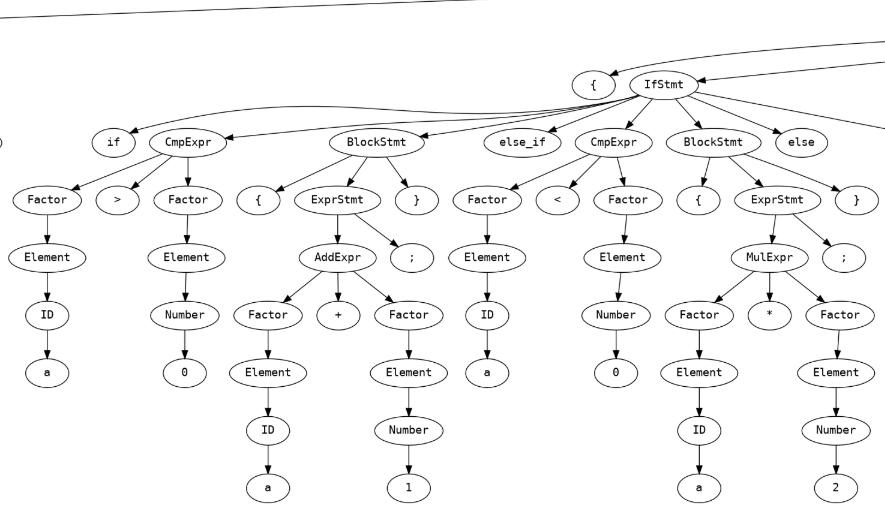 { IfStmt
if CmpExpr BlockStmt else_if CmpExpr BlockStmt else
Factor > Factor { ExprStmt } Factor < Factor { ExprStmt }
Element Element AddExpr ; Element Element MulExpr ;
ID Number Factor + Factor ID Number Factor * Factor
a 0 Element Element a 0 Element Element
ID Number ID Number
a 1 a 2